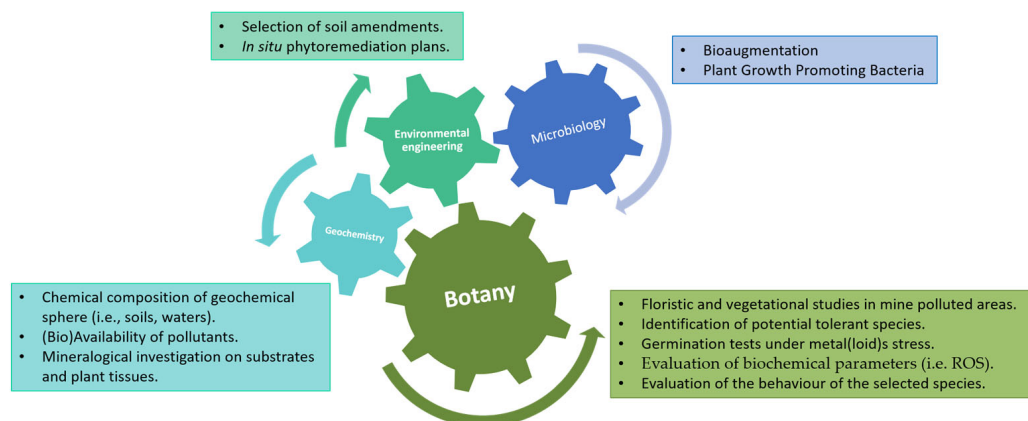 • Selection of soil amendments.
• In situ phytoremediation plans.
• Bioaugmentation
• Plant Growth Promoting Bacteria
Environmental
engineering
Microbiology
Geochemistry
Botany
• Chemical composition of geochemical
sphere (i.e., soils, waters).
• (Bio)Availability of pollutants.
• Mineralogical investigation on substrates
and plant tissues.
• Floristic and vegetational studies in mine polluted areas.
• Identification of potential tolerant species.
• Germination tests under metal(loid)s stress.
• Evaluation of biochemical parameters (i.e. ROS).
• Evaluation of the behaviour of the selected species.